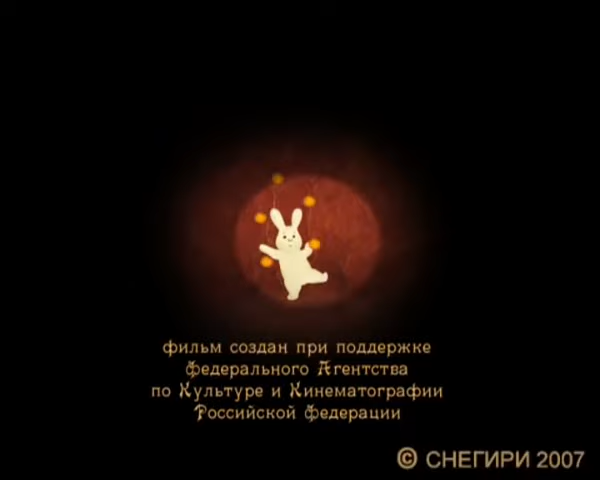 фильм создан при поддержке
федерального Агентства
по Культуре и Кинематографии
Российской Федерации
© СНЕГИРИ 2007